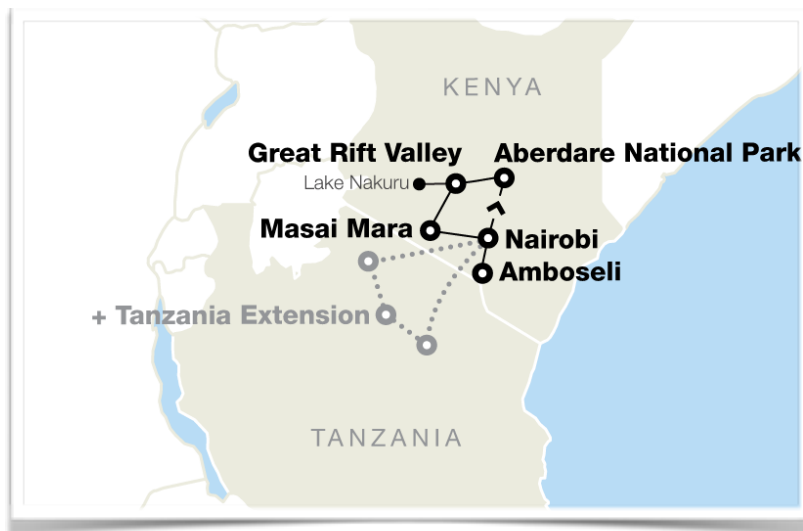 KENYA
Great Rift Valley
Aberdare National Park
Lake Nakuru
Masai Mara
Nairobi
Amboseli
+ Tanzania Extension
TANZANIA